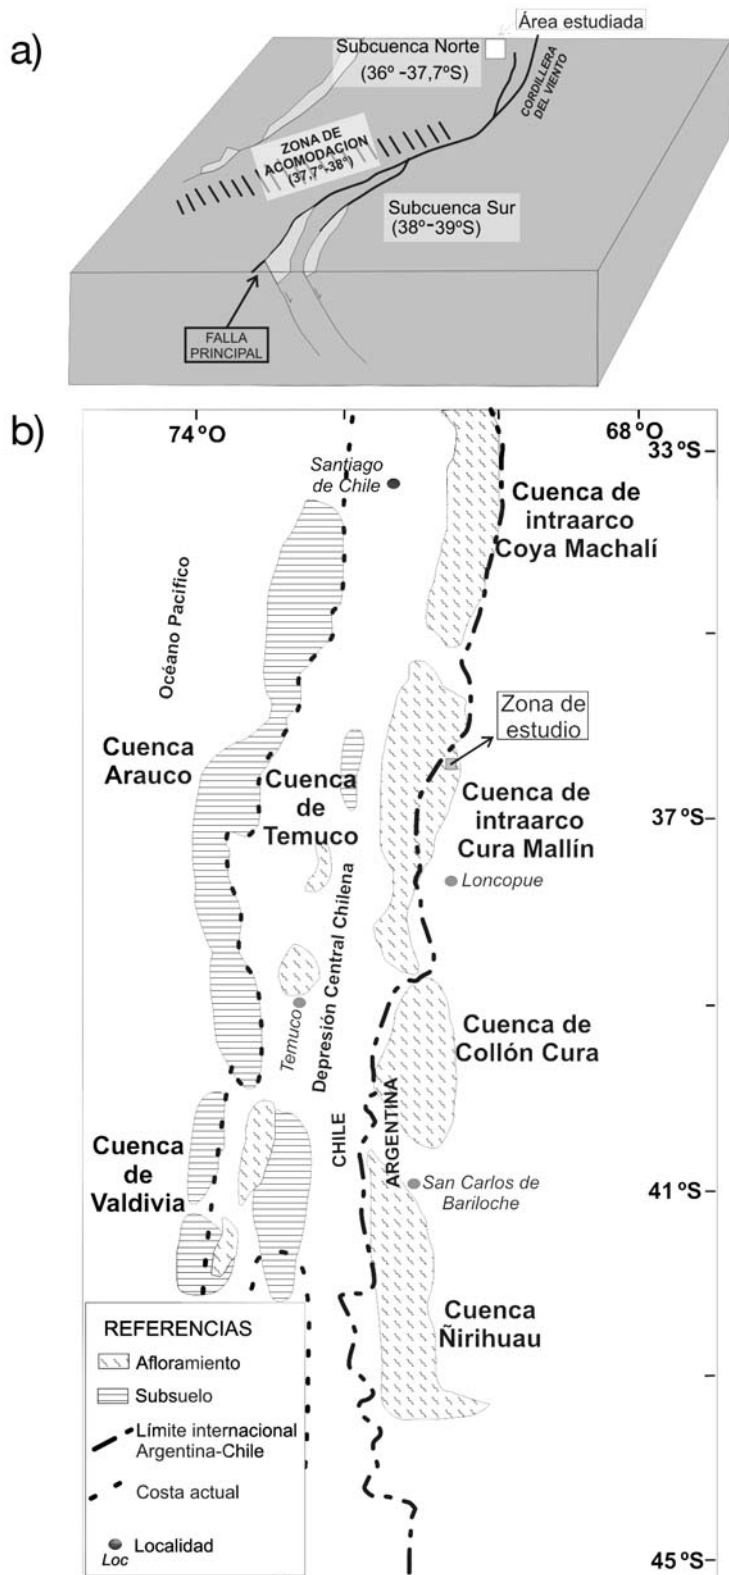 a)
Área estudiada
Subcuenca Norte
(36º -37,7ºS)
CORDILLERA
DEL VIENTO
ZONA DE
ACOMODACION
(37,7º-38º)
Subcuenca Sur
(38º-39ºS)
FALLA
PRINCIPAL
b)
74ºO
68ºO
33ºS
Santiago
de Chile
Cuenca de
intraarco
Coya Machalí
Océano Pacifico
Zona de
estudio
Cuenca
Arauco
Cuenca
de
Temuco
Cuenca de
intraarco
Cura Mallín
37ºS
Loncopue
Depresión Central Chilena
Temuco
Cuenca de
Collón Cura
CHILE
ARGENTINA
Cuenca
de
Valdivia
San Carlos de
Bariloche
41ºS
Cuenca
Ñirihuau
REFERENCIAS
Afloramiento
Subsuelo
Límite internacional
Argentina-Chile
Costa actual
Localidad
Loc
45ºS